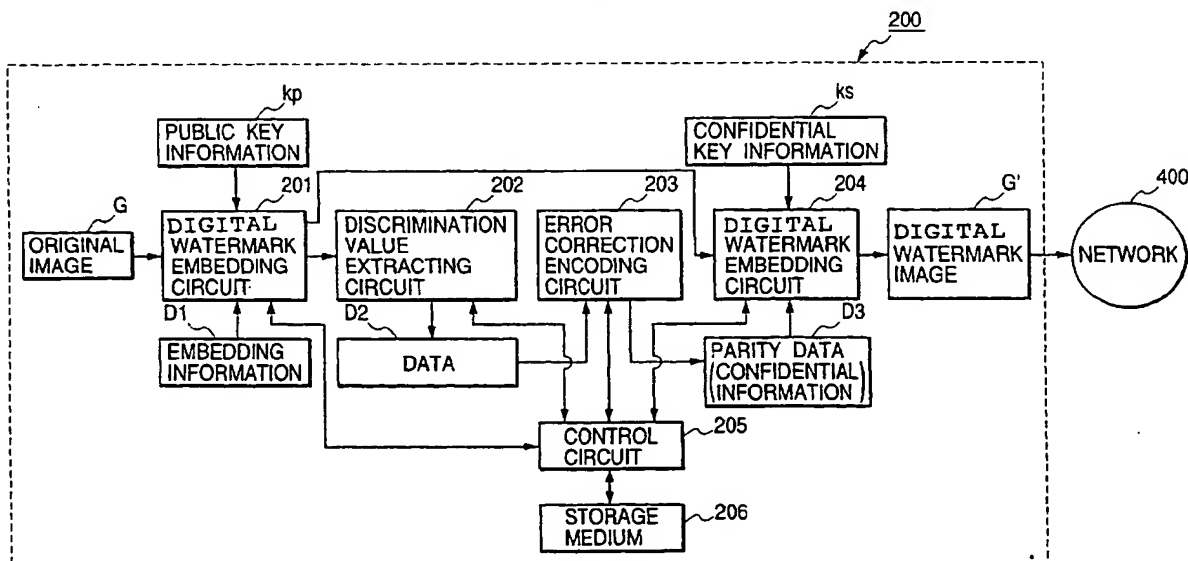 200
kp
PUBLIC KEY
INFORMATION
ks
CONFIDENTIAL
KEY INFORMATION
G
ORIGINAL
IMAGE
201
DIGITAL
WATERMARK
EMBEDDING
CIRCUIT
202
DISCRIMINATION
VALUE
EXTRACTING
CIRCUIT
203
ERROR
CORRECTION
ENCODING
CIRCUIT
204
DIGITAL
WATERMARK
EMBEDDING
CIRCUIT
G'
DIGITAL
WATERMARK
IMAGE
400
NETWORK
D1
EMBEDDING
INFORMATION
D2
DATA
D3
PARITY DATA
(CONFIDENTIAL
INFORMATION)
205
CONTROL
CIRCUIT
206
STORAGE
MEDIUM